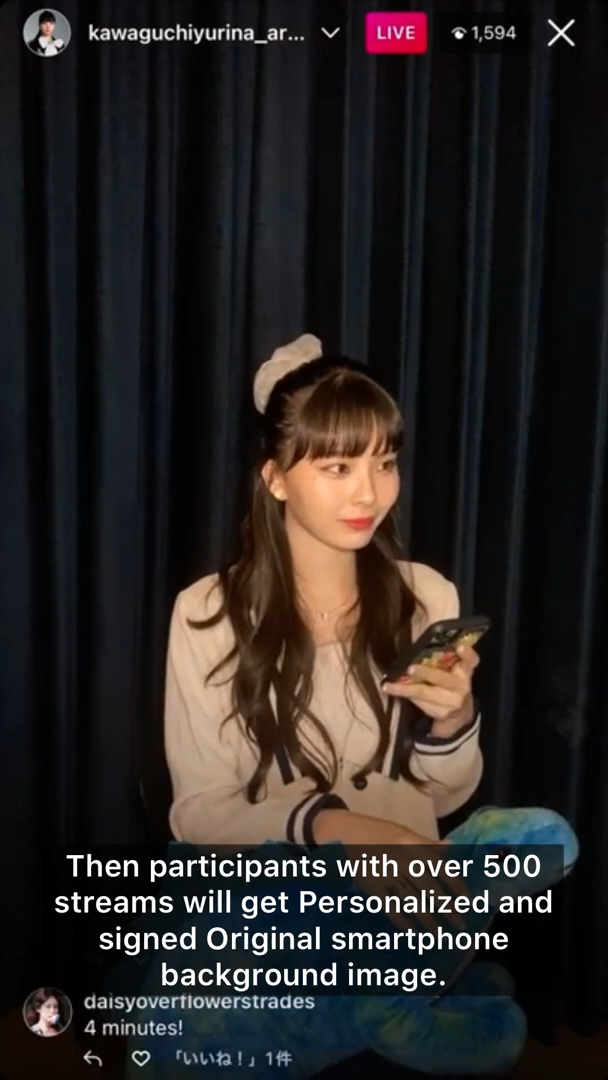 kawaguchiyurina_ar...
LIVE
1,594
Then participants with over 500
streams will get Personalized and
signed Original smartphone
background image.
daisyoverflowerstrades
4 minutes!
「いいね！」1件